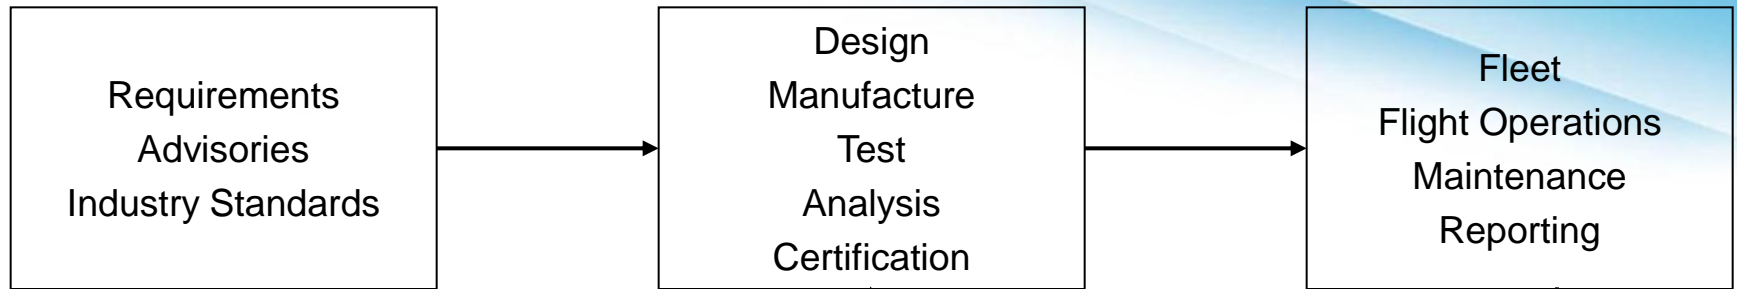 Requirements
Advisories
Industry Standards
Design
Manufacture
Test
Analysis
Certification
Fleet
Flight Operations
Maintenance
Reporting